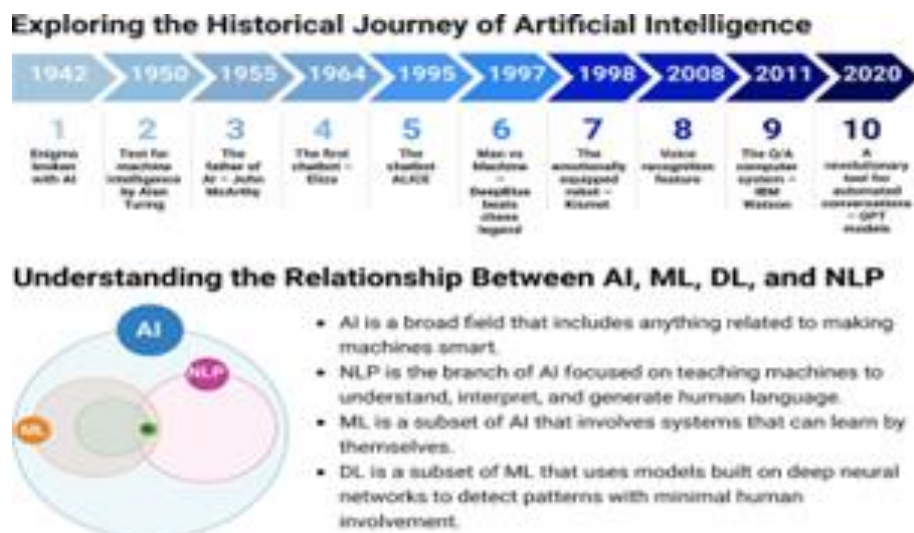 Exploring the Historical Journey of Artificial Intelligence
1942 1950 1955 1964 1995 1997 1998 2008 2011 2020
1
Enigma
broken
with AI
2
Test for
machine
intelligence
by Alan
Turing
3
The
father of
AI – John
McArthy
4
The first
chatbot –
Eliza
5
The
chatbot
ALICE
6
Man vs
Machine
–
DeepBlue
beats
chess
legend
7
The
emotionally
equipped
robot –
Kismet
8
Voice
recognition
feature
9
The Q/A
computer
system –
IBM
Watson
10
A
revolutionary
tool for
automated
conversations
– GPT
models
Understanding the Relationship Between AI, ML, DL, and NLP
AI
NLP
ML
• AI is a broad field that includes anything related to making
machines smart.
• NLP is the branch of AI focused on teaching machines to
understand, interpret, and generate human language.
• ML is a subset of AI that involves systems that can learn by
themselves.
• DL is a subset of ML that uses models built on deep neural
networks to detect patterns with minimal human
involvement.